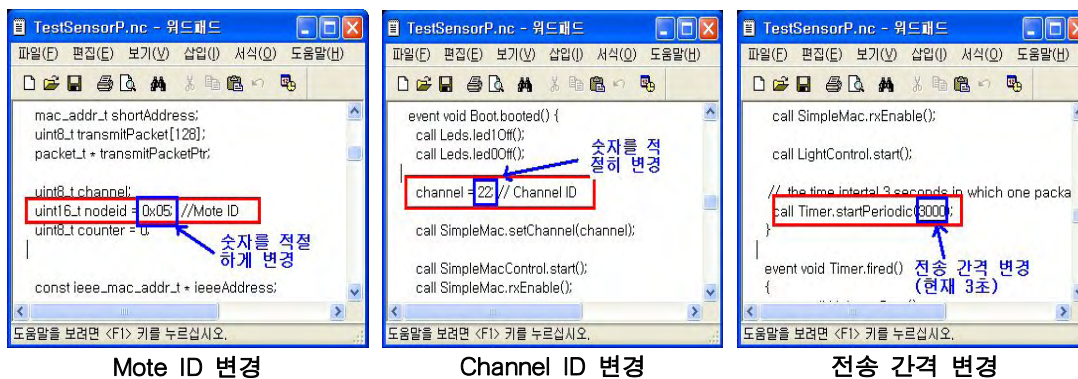 TestSensorP.nc - 워드패드
파일(F) 편집(E) 보기(V) 삽입(I) 서식(O) 도움말(H)
mac_addr_t shortAddress;
uint8_t transmitPacket[128];
packet_t * transmitPacketPtr;
uint8_t channel;
uint16_t nodeid = 0x05; //Mote ID
uint8_t counter = 0;
숫자를 적절
하게 변경
const ieee_mac_addr_t * ieeeAddress;
도움말을 보려면 <F1> 키를 누르십시오.
Mote ID 변경
TestSensorP.nc - 워드패드
파일(F) 편집(E) 보기(V) 삽입(I) 서식(O) 도움말(H)
event void Boot.booted() {
call Leds.led1Off();
call Leds.led0Off();
숫자를 적
절히 변경
channel = 22; // Channel ID
call SimpleMac.setChannel(channel);
call SimpleMacControl.start();
call SimpleMac.rxEnable();
도움말을 보려면 <F1> 키를 누르십시오.
Channel ID 변경
TestSensorP.nc - 워드패드
파일(F) 편집(E) 보기(V) 삽입(I) 서식(O) 도움말(H)
call SimpleMac.rxEnable();
call LightControl.start();
// the time intertal 3 seconds in which one packa
call Timer.startPeriodic(3000);
}
event void Timer.fired()
{
전송 간격 변경
(현재 3초)
도움말을 보려면 <F1> 키를 누르십시오.
전송 간격 변경